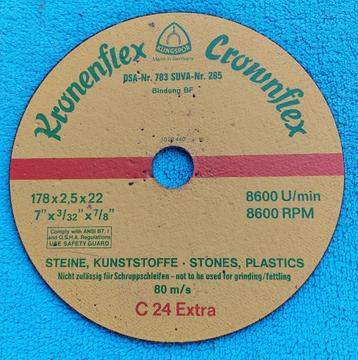 KLINGSPOR
Made in Germany
Kronenflex Crownflex
DSA-Nr. 783 SUVA-Nr. 285
Bindung BF
178 x 2,5 x 22
7" x 3/32" x 7/8"
8600 U/min
8600 RPM
Comply with ANSI B7. 1
and O.S.H.A. Regulations
USE SAFETY GUARD
STEINE, KUNSTSTOFFE · STONES, PLASTICS
Nicht zulässig für Schruppschleifen – not to be used for grinding/fettling
80 m/s
C 24 Extra